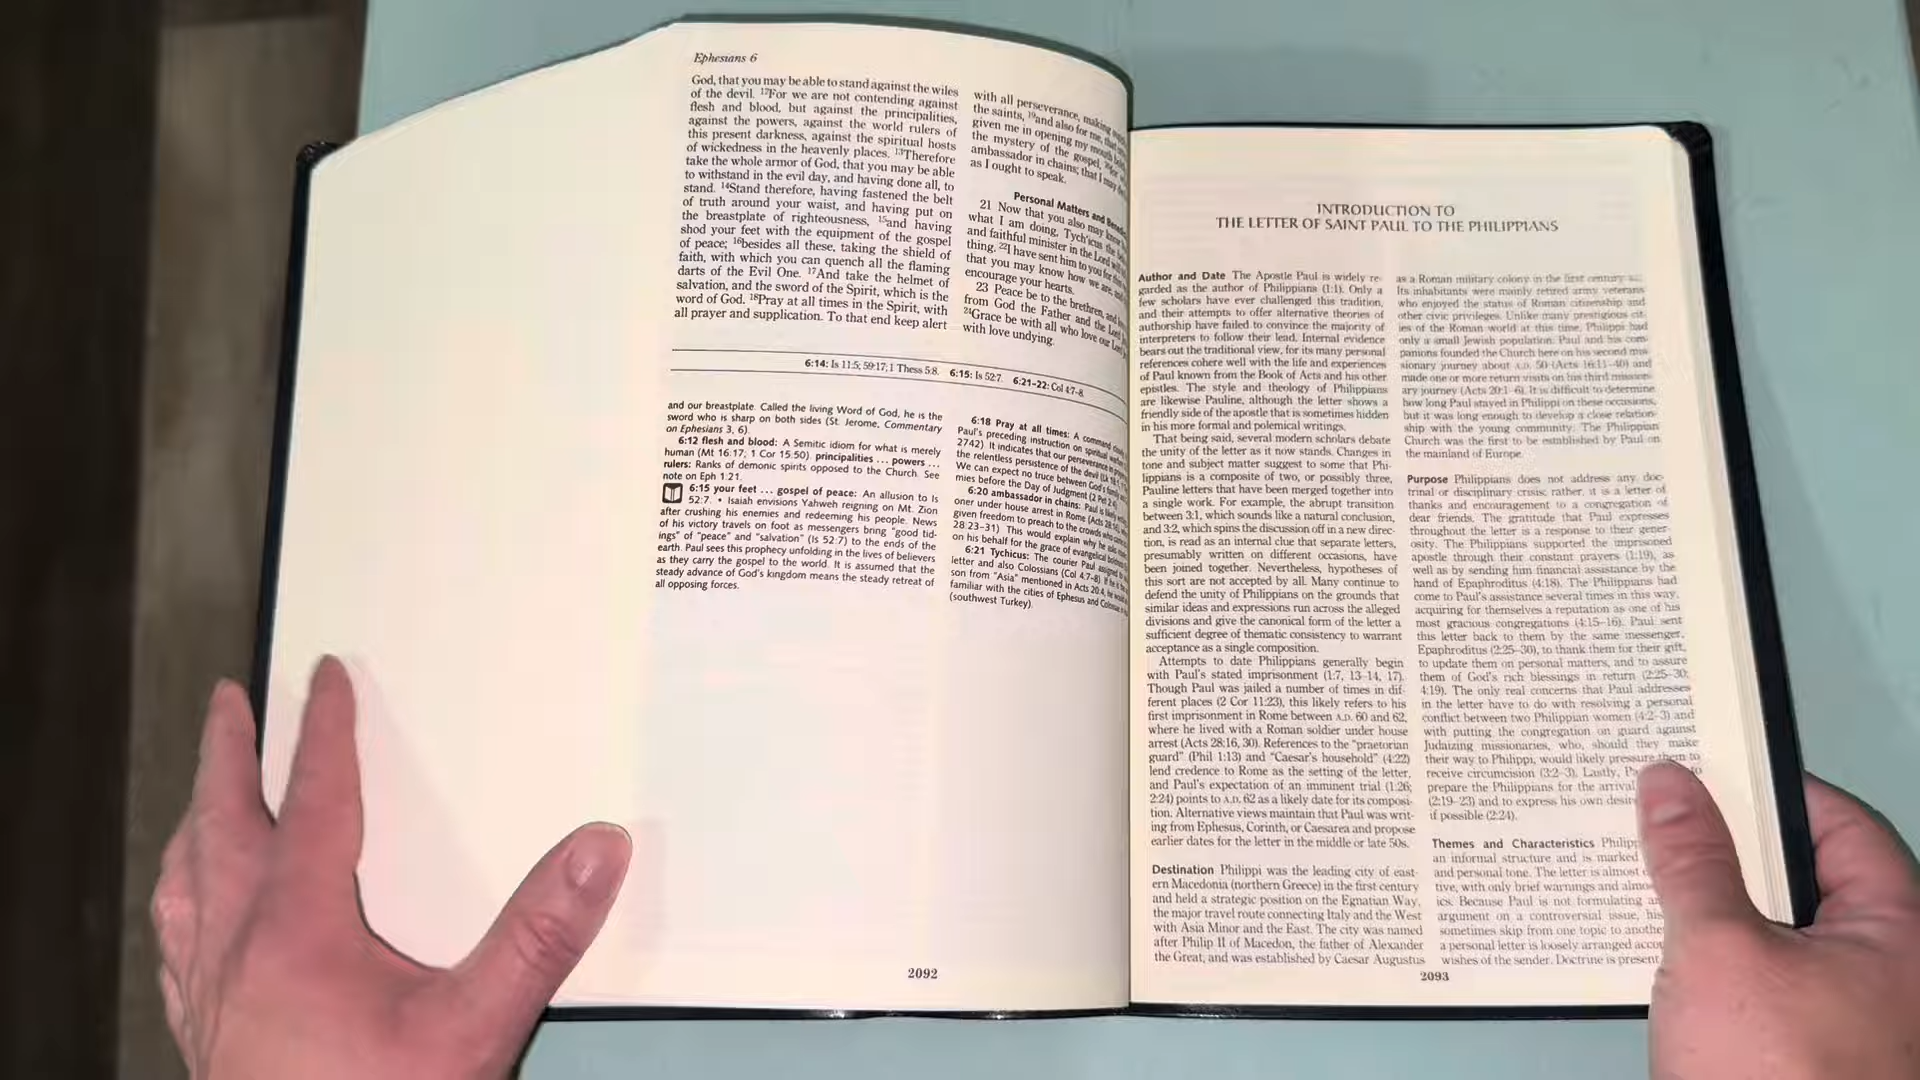 Ephesians 6
God, that you may be able to stand against the wiles
of the devil. 12For we are not contending against
flesh and blood, but against the principalities,
against the powers, against the world rulers of
this present darkness, against the spiritual hosts
of wickedness in the heavenly places. 13Therefore
take the whole armor of God, that you may be able
to withstand in the evil day, and having done all, to
stand. 14Stand therefore, having fastened the belt
of truth around your waist, and having put on
the breastplate of righteousness, 15and having
shod your feet with the equipment of the gospel
of peace; 16besides all these, taking the shield of
faith, with which you can quench all the flaming
darts of the Evil One. 17And take the helmet of
salvation, and the sword of the Spirit, which is the
word of God. 18Pray at all times in the Spirit, with
all prayer and supplication. To that end keep alert
with all perseverance, making
the saints, 19and also for me, that
given me in opening my mouth
the mystery of the gospel,
ambassador in chains; that I may
as I ought to speak.
Personal Matters and
21 Now that you also may know
what I am doing, Tych'icus the
and faithful minister in the Lord will
thing. 22I have sent him to you for
that you may know how we are, and
encourage your hearts.
23 Peace be to the brethren, and
from God the Father and the Lord
24Grace be with all who love our Lord
with love undying.
6:14: Is 11:5; 59:17; 1 Thess 5:8. 6:15: Is 52:7. 6:21–22: Col 4:7-8.
and our breastplate. Called the living Word of God, he is the
sword who is sharp on both sides (St. Jerome, Commentary
on Ephesians 3, 6).
6:12 flesh and blood: A Semitic idiom for what is merely
human (Mt 16:17; 1 Cor 15:50). principalities ... powers ...
rulers: Ranks of demonic spirits opposed to the Church. See
note on Eph 1:21.
6:15 your feet ... gospel of peace: An allusion to Is
52:7. • Isaiah envisions Yahweh reigning on Mt. Zion
after crushing his enemies and redeeming his people. News
of his victory travels on foot as messengers bring "good tid-
ings" of "peace" and "salvation" (Is 52:7) to the ends of the
earth. Paul sees this prophecy unfolding in the lives of believers
as they carry the gospel to the world. It is assumed that the
steady advance of God's kingdom means the steady retreat of
all opposing forces.
6:18 Pray at all times: A command
Paul's preceding instruction on spiritual
2742). It indicates that our perseverance
the relentless persistence of the devil
We can expect no truce between God's
mies before the Day of Judgment (2 Pet
6:20 ambassador in chains: Paul is
oner under house arrest in Rome (Acts
given freedom to preach to the crowds who
28:23–31). This would explain why he
on his behalf for the grace of evangelical
6:21 Tychicus: The courier Paul
letter and also Colossians (Col 4:7-8). If he is the
son from "Asia" mentioned in Acts 20:4, he would
familiar with the cities of Ephesus and
(southwest Turkey).
2092
INTRODUCTION TO
THE LETTER OF SAINT PAUL TO THE PHILIPPIANS
Author and Date The Apostle Paul is widely re-
garded as the author of Philippians (1:1). Only a
few scholars have ever challenged this tradition,
and their attempts to offer alternative theories of
authorship have failed to convince the majority of
interpreters to follow their lead. Internal evidence
bears out the traditional view, for its many personal
references cohere well with the life and experiences
of Paul known from the Book of Acts and his other
epistles. The style and theology of Philippians
are likewise Pauline, although the letter shows a
friendly side of the apostle that is sometimes hidden
in his more formal and polemical writings.
That being said, several modern scholars debate
the unity of the letter as it now stands. Changes in
tone and subject matter suggest to some that Phi-
lippians is a composite of two, or possibly three,
Pauline letters that have been merged together into
a single work. For example, the abrupt transition
between 3:1, which sounds like a natural conclusion,
and 3:2, which spins the discussion off in a new direc-
tion, is read as an internal clue that separate letters,
presumably written on different occasions, have
been joined together. Nevertheless, hypotheses of
this sort are not accepted by all. Many continue to
defend the unity of Philippians on the grounds that
similar ideas and expressions run across the alleged
divisions and give the canonical form of the letter a
sufficient degree of thematic consistency to warrant
acceptance as a single composition.
Attempts to date Philippians generally begin
with Paul's stated imprisonment (1:7, 13–14, 17).
Though Paul was jailed a number of times in dif-
ferent places (2 Cor 11:23), this likely refers to his
first imprisonment in Rome between A.D. 60 and 62,
where he lived with a Roman soldier under house
arrest (Acts 28:16, 30). References to the "praetorian
guard" (Phil 1:13) and "Caesar's household" (4:22)
lend credence to Rome as the setting of the letter,
and Paul's expectation of an imminent trial (1:26;
2:24) points to A.D. 62 as a likely date for its composi-
tion. Alternative views maintain that Paul was writ-
ing from Ephesus, Corinth, or Caesarea and propose
earlier dates for the letter in the middle or late 50s.
Destination Philippi was the leading city of east-
ern Macedonia (northern Greece) in the first century
and held a strategic position on the Egnatian Way,
the major travel route connecting Italy and the West
with Asia Minor and the East. The city was named
after Philip II of Macedon, the father of Alexander
the Great, and was established by Caesar Augustus
as a Roman military colony in the first century
Its inhabitants were mainly retired army veterans
who enjoyed the status of Roman citizenship and
other civic privileges. Unlike many prestigious cit-
ies of the Roman world at this time, Philippi had
only a small Jewish population. Paul and his com-
panions founded the Church here on his second mis-
sionary journey about A.D. 50 (Acts 16:11–40) and
made one or more return visits on his third mission-
ary journey (Acts 20:1–6). It is difficult to determine
how long Paul stayed in Philippi on these occasions,
but it was long enough to develop a close relation-
ship with the young community. The Philippian
Church was the first to be established by Paul on
the mainland of Europe.
Purpose Philippians does not address any doc-
trinal or disciplinary crisis; rather, it is a letter of
thanks and encouragement to a congregation of
dear friends. The gratitude that Paul expresses
throughout the letter is a response to their gener-
osity. The Philippians supported the imprisoned
apostle through their constant prayers (1:19), as
well as by sending him financial assistance by the
hand of Epaphroditus (4:18). The Philippians had
come to Paul's assistance several times in this way,
acquiring for themselves a reputation as one of his
most gracious congregations (4:15–16). Paul sent
this letter back to them by the same messenger,
Epaphroditus (2:25–30), to thank them for their gift,
to update them on personal matters, and to assure
them of God's rich blessings in return (2:25–30;
4:19). The only real concerns that Paul addresses
in the letter have to do with resolving a personal
conflict between two Philippian women (4:2–3) and
with putting the congregation on guard against
Judaizing missionaries, who, should they make
their way to Philippi, would likely pressure them to
receive circumcision (3:2–3). Lastly, to
prepare the Philippians for the arrival
(2:19–23) and to express his own desire
if possible (2:24).
Themes and Characteristics
an informal structure and is marked
and personal tone. The letter is almost
tive, with only brief warnings and
ics. Because Paul is not formulating
argument on a controversial issue, his
sometimes skip from one topic to another
a personal letter is loosely arranged
wishes of the sender. Doctrine is present
2093